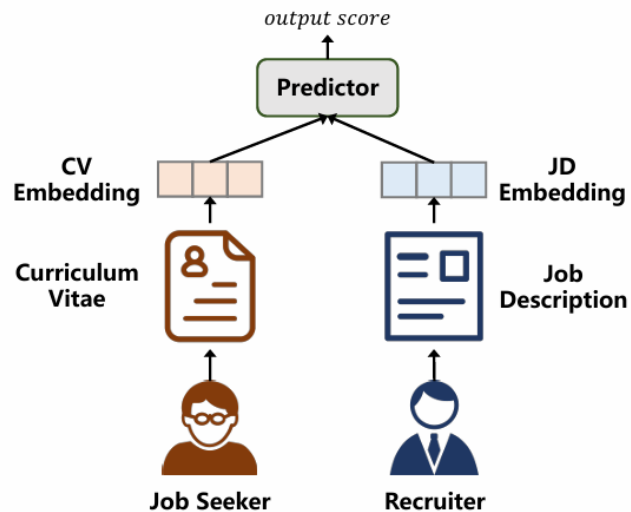 output score
Predictor
CV
Embedding
JD
Embedding
Curriculum
Vitae
Job
Description
Job Seeker
Recruiter